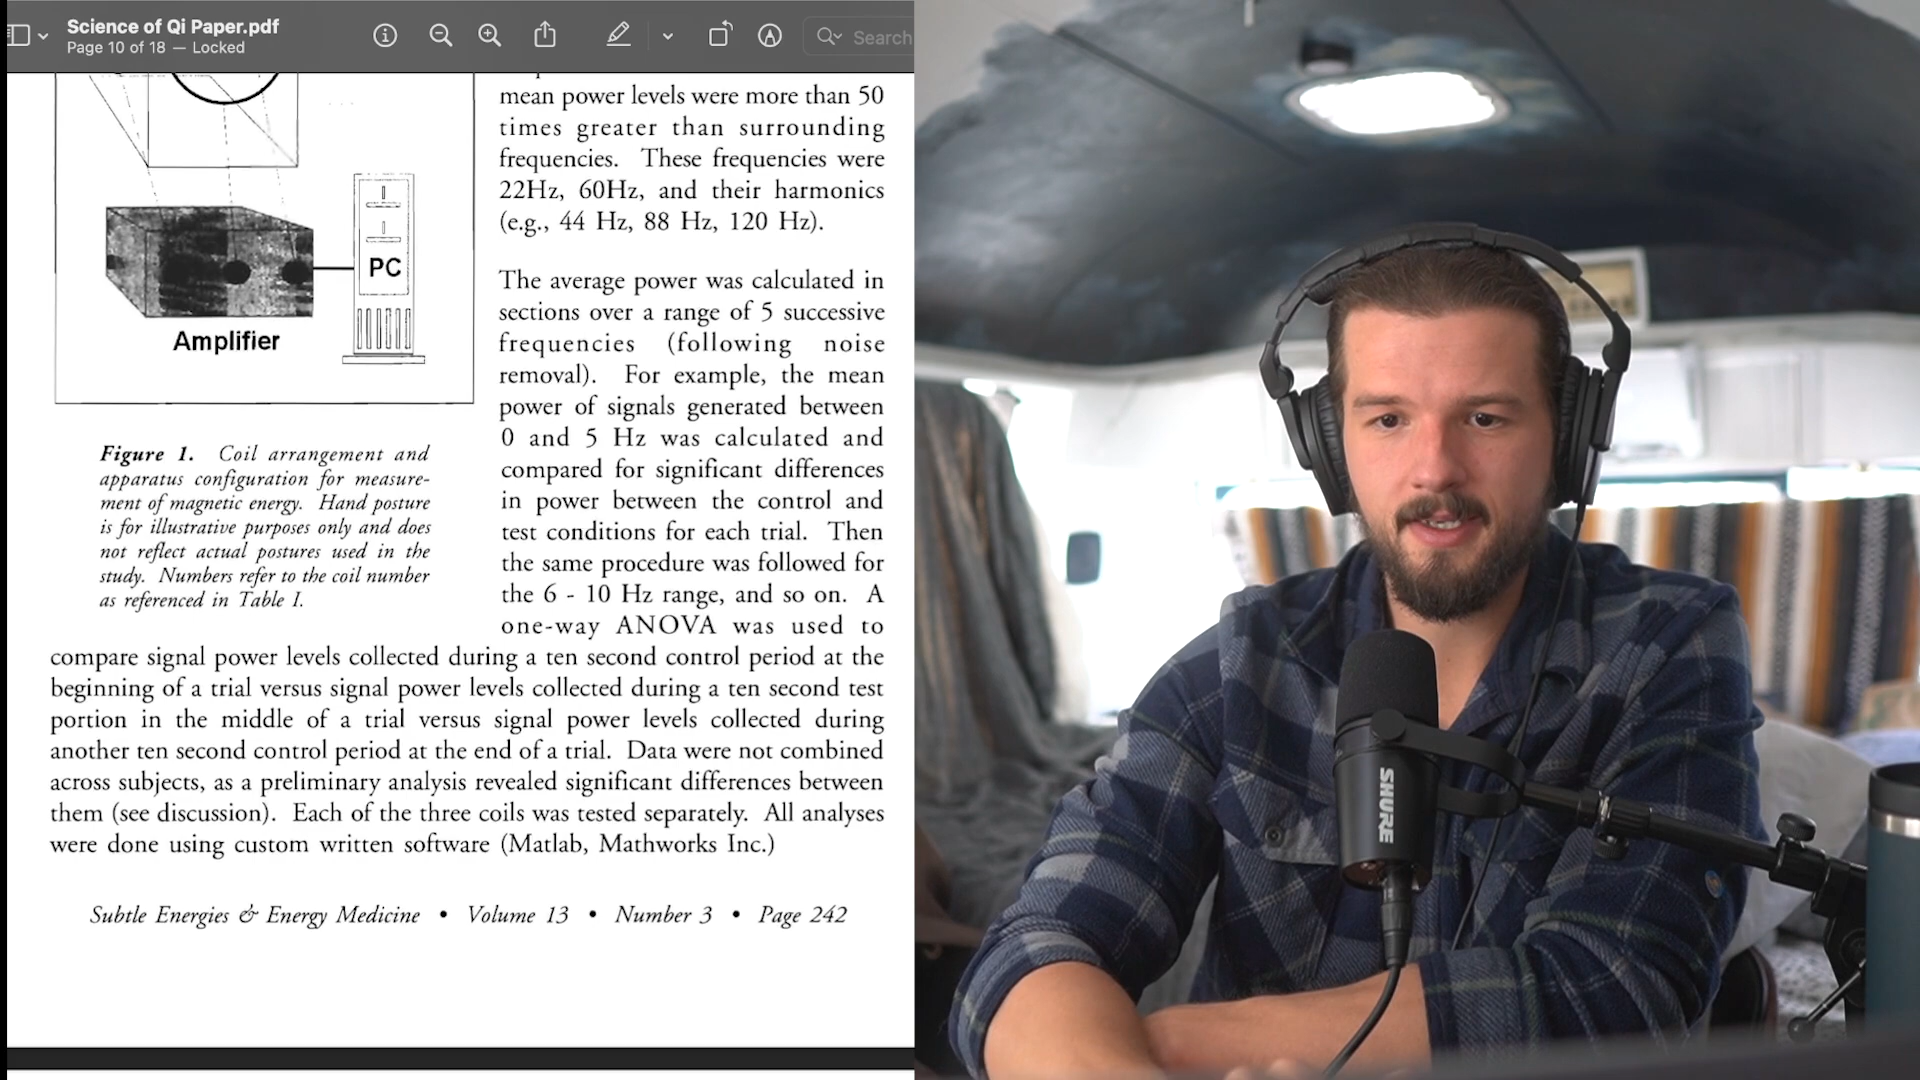 Science of Qi Paper.pdf
Page 10 of 18 — Locked
Search
PC
Amplifier
Figure 1. Coil arrangement and
apparatus configuration for measure-
ment of magnetic energy. Hand posture
is for illustrative purposes only and does
not reflect actual postures used in the
study. Numbers refer to the coil number
as referenced in Table I.
mean power levels were more than 50
times greater than surrounding
frequencies. These frequencies were
22Hz, 60Hz, and their harmonics
(e.g., 44 Hz, 88 Hz, 120 Hz).
The average power was calculated in
sections over a range of 5 successive
frequencies (following noise
removal). For example, the mean
power of signals generated between
0 and 5 Hz was calculated and
compared for significant differences
in power between the control and
test conditions for each trial. Then
the same procedure was followed for
the 6 - 10 Hz range, and so on. A
one-way ANOVA was used to
compare signal power levels collected during a ten second control period at the
beginning of a trial versus signal power levels collected during a ten second test
portion in the middle of a trial versus signal power levels collected during
another ten second control period at the end of a trial. Data were not combined
across subjects, as a preliminary analysis revealed significant differences between
them (see discussion). Each of the three coils was tested separately. All analyses
were done using custom written software (Matlab, Mathworks Inc.)
Subtle Energies & Energy Medicine • Volume 13 • Number 3 • Page 242
SHURE